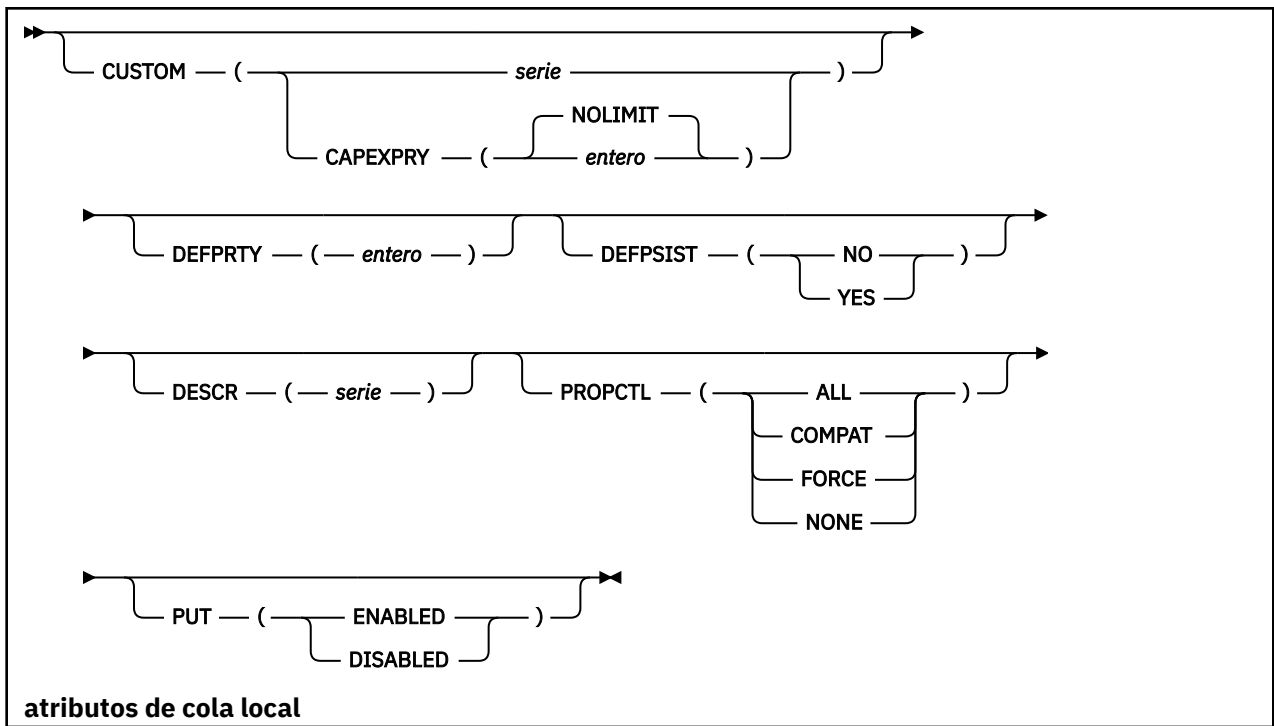 CUSTOM ( serie )
NOLIMIT
CAPEXPRY ( entero )
DEFPRTY ( entero ) DEFPSIST ( NO )
YES
DESCR ( serie ) PROPCTL ( ALL )
COMPAT
FORCE
NONE
PUT ( ENABLED )
DISABLED
atributos de cola local